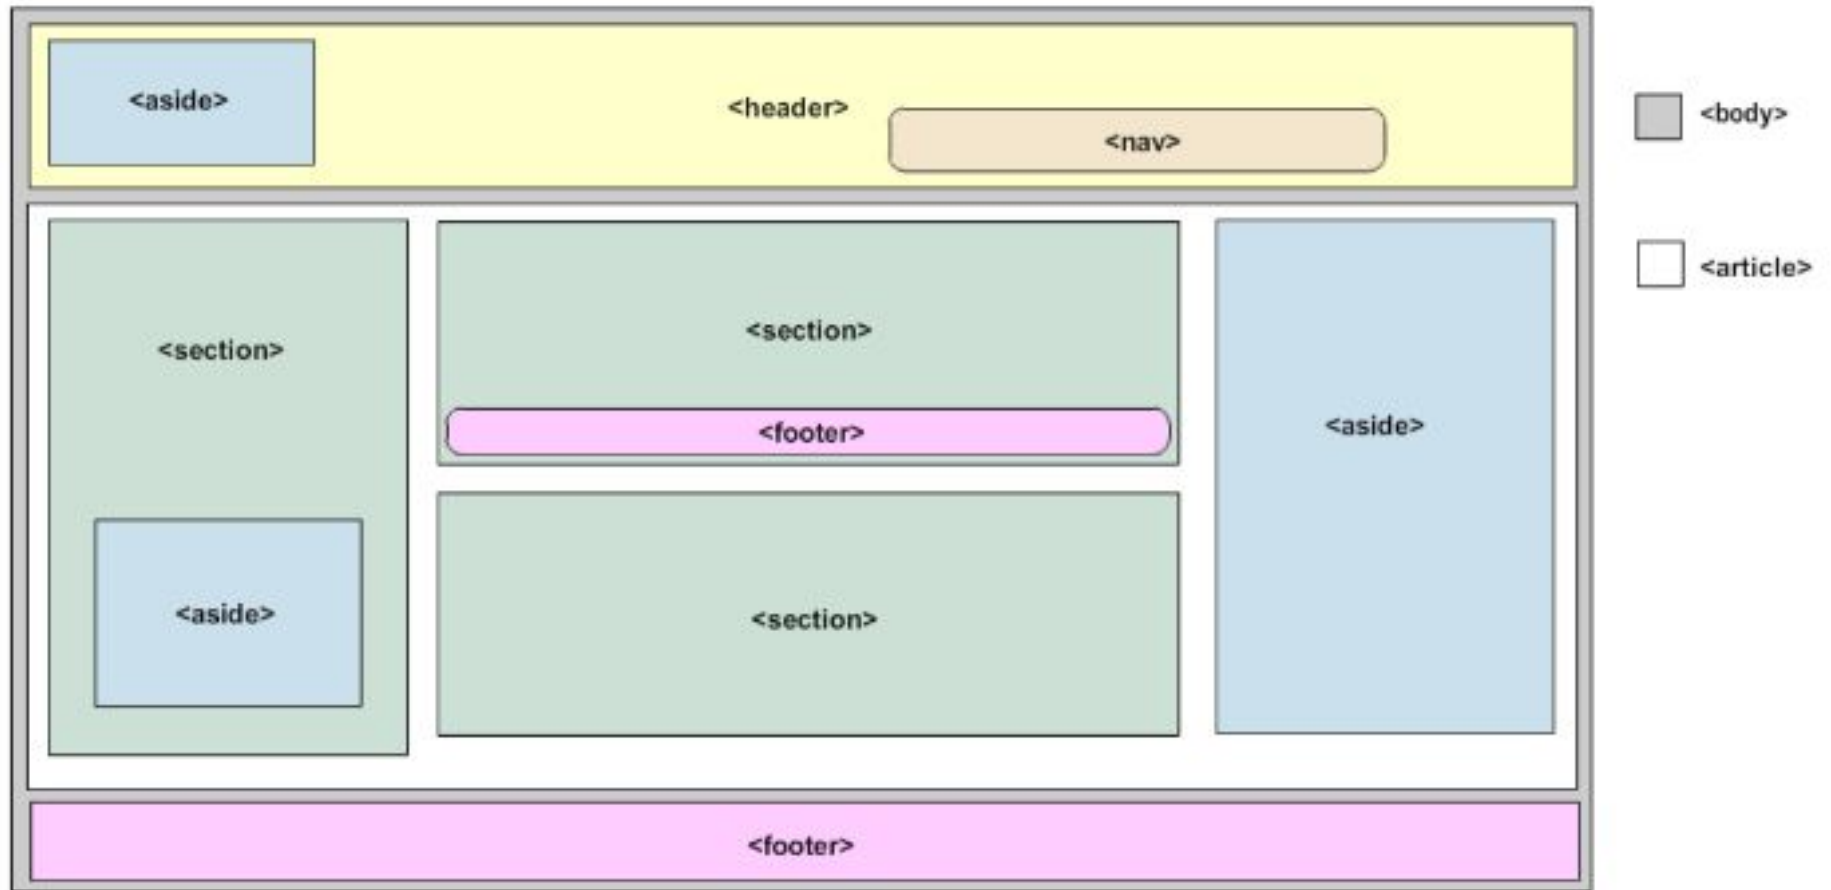 <aside>
<header>
<nav>
<body>
<article>
<section>
<section>
<footer>
<aside>
<aside>
<section>
<footer>